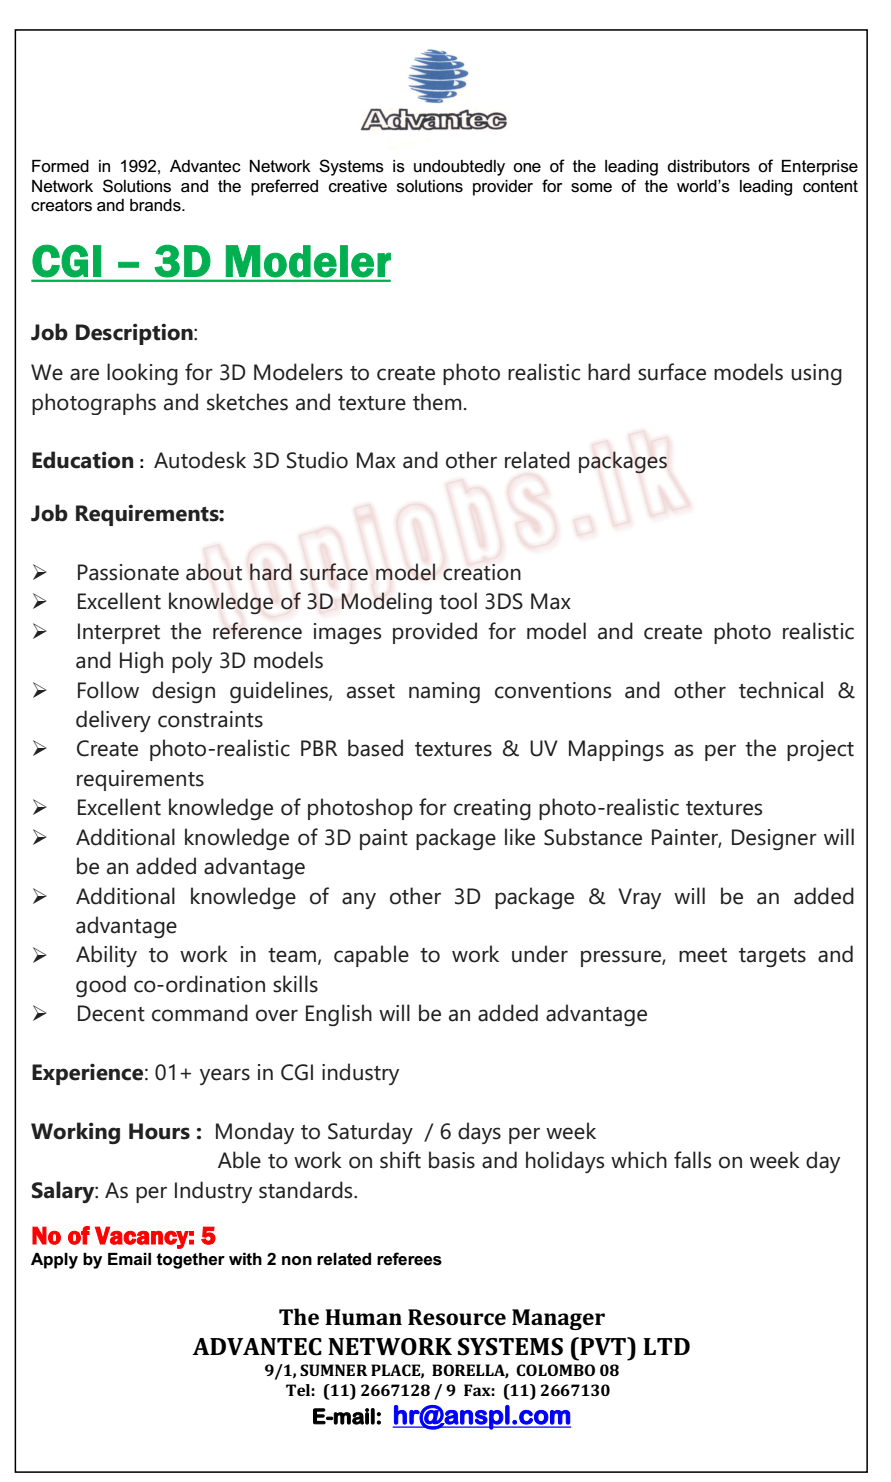 Advantec
Formed in 1992, Advantec Network Systems is undoubtedly one of the leading distributors of Enterprise
Network Solutions and the preferred creative solutions provider for some of the world's leading content
creators and brands.
CGI – 3D Modeler
Job Description:
We are looking for 3D Modelers to create photo realistic hard surface models using
photographs and sketches and texture them.
Education : Autodesk 3D Studio Max and other related packages
topjobs.lk
Job Requirements:
➢ Passionate about hard surface model creation
➢ Excellent knowledge of 3D Modeling tool 3DS Max
➢ Interpret the reference images provided for model and create photo realistic
and High poly 3D models
➢ Follow design guidelines, asset naming conventions and other technical &
delivery constraints
➢ Create photo-realistic PBR based textures & UV Mappings as per the project
requirements
➢ Excellent knowledge of photoshop for creating photo-realistic textures
➢ Additional knowledge of 3D paint package like Substance Painter, Designer will
be an added advantage
➢ Additional knowledge of any other 3D package & Vray will be an added
advantage
➢ Ability to work in team, capable to work under pressure, meet targets and
good co-ordination skills
➢ Decent command over English will be an added advantage
Experience: 01+ years in CGI industry
Working Hours : Monday to Saturday / 6 days per week
Able to work on shift basis and holidays which falls on week day
Salary: As per Industry standards.
No of Vacancy: 5
Apply by Email together with 2 non related referees
The Human Resource Manager
ADVANTEC NETWORK SYSTEMS (PVT) LTD
9/1, SUMNER PLACE, BORELLA, COLOMBO 08
Tel: (11) 2667128 / 9 Fax: (11) 2667130
E-mail: hr@anspl.com